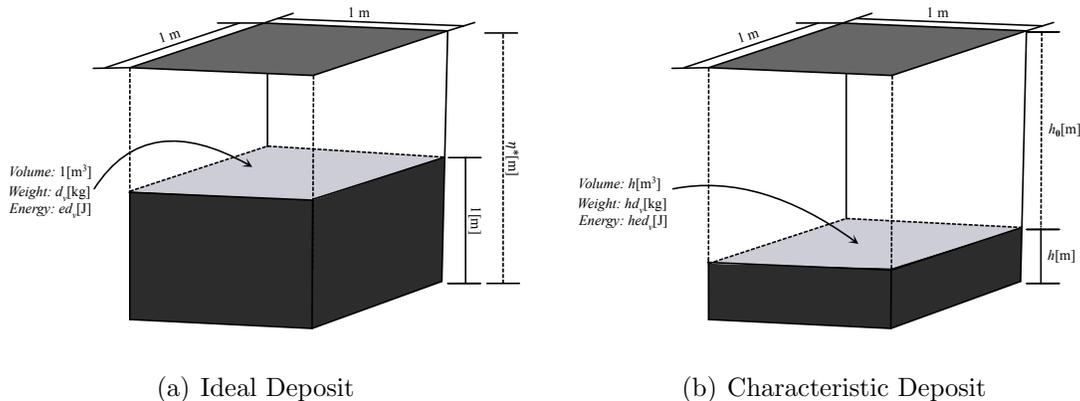 1 m
1 m
η*[m]
1[m]
Volume: 1[m³]
Weight: dᵥ[kg]
Energy: edᵥ[J]
(a) Ideal Deposit
1 m
1 m
h₀[m]
h[m]
Volume: h[m³]
Weight: hdᵥ[kg]
Energy: hedᵥ[J]
(b) Characteristic Deposit